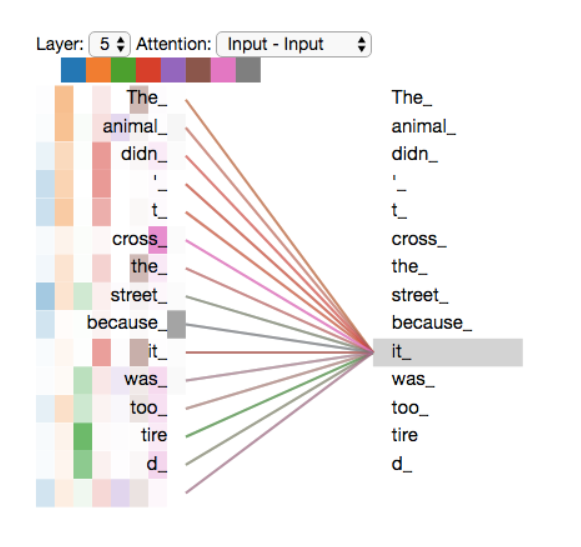 Layer: 5 Attention: Input - Input
The_ The_
animal_ animal_
didn_ didn_
'_ '_
t_ t_
cross_ cross_
the_ the_
street_ street_
because_ because_
it_ it_
was_ was_
too_ too_
tire tire
d_ d_